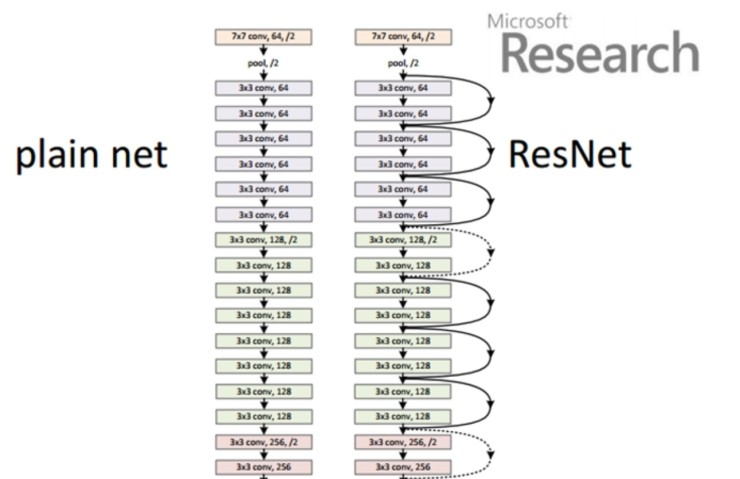 Microsoft
Research
plain net
ResNet
7x7 conv, 64, /2
pool, /2
3x3 conv, 64
3x3 conv, 64
3x3 conv, 64
3x3 conv, 64
3x3 conv, 64
3x3 conv, 64
3x3 conv, 128, /2
3x3 conv, 128
3x3 conv, 128
3x3 conv, 128
3x3 conv, 128
3x3 conv, 128
3x3 conv, 128
3x3 conv, 128
3x3 conv, 256, /2
3x3 conv, 256
7x7 conv, 64, /2
pool, /2
3x3 conv, 64
3x3 conv, 64
3x3 conv, 64
3x3 conv, 64
3x3 conv, 64
3x3 conv, 64
3x3 conv, 128, /2
3x3 conv, 128
3x3 conv, 128
3x3 conv, 128
3x3 conv, 128
3x3 conv, 128
3x3 conv, 128
3x3 conv, 128
3x3 conv, 256, /2
3x3 conv, 256